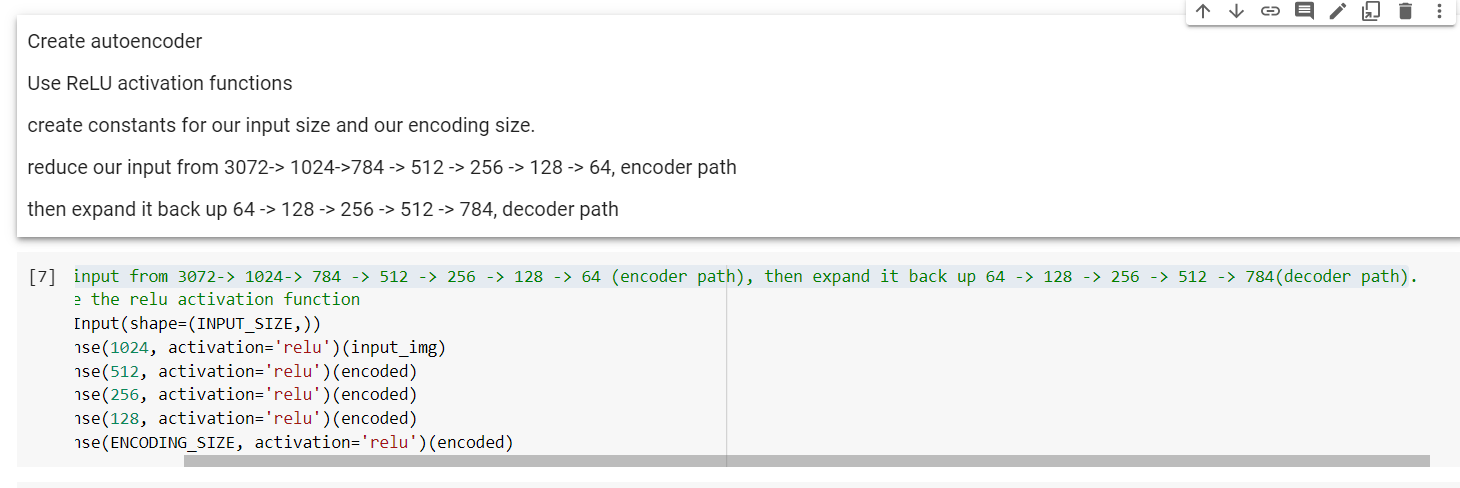 Create autoencoder
Use ReLU activation functions
create constants for our input size and our encoding size.
reduce our input from 3072-> 1024->784 -> 512 -> 256 -> 128 -> 64, encoder path
then expand it back up 64 -> 128 -> 256 -> 512 -> 784, decoder path
[7] input from 3072-> 1024-> 784 -> 512 -> 256 -> 128 -> 64 (encoder path), then expand it back up 64 -> 128 -> 256 -> 512 -> 784(decoder path).
e the relu activation function
Input(shape=(INPUT_SIZE,))
nse(1024, activation='relu')(input_img)
nse(512, activation='relu')(encoded)
nse(256, activation='relu')(encoded)
nse(128, activation='relu')(encoded)
nse(ENCODING_SIZE, activation='relu')(encoded)